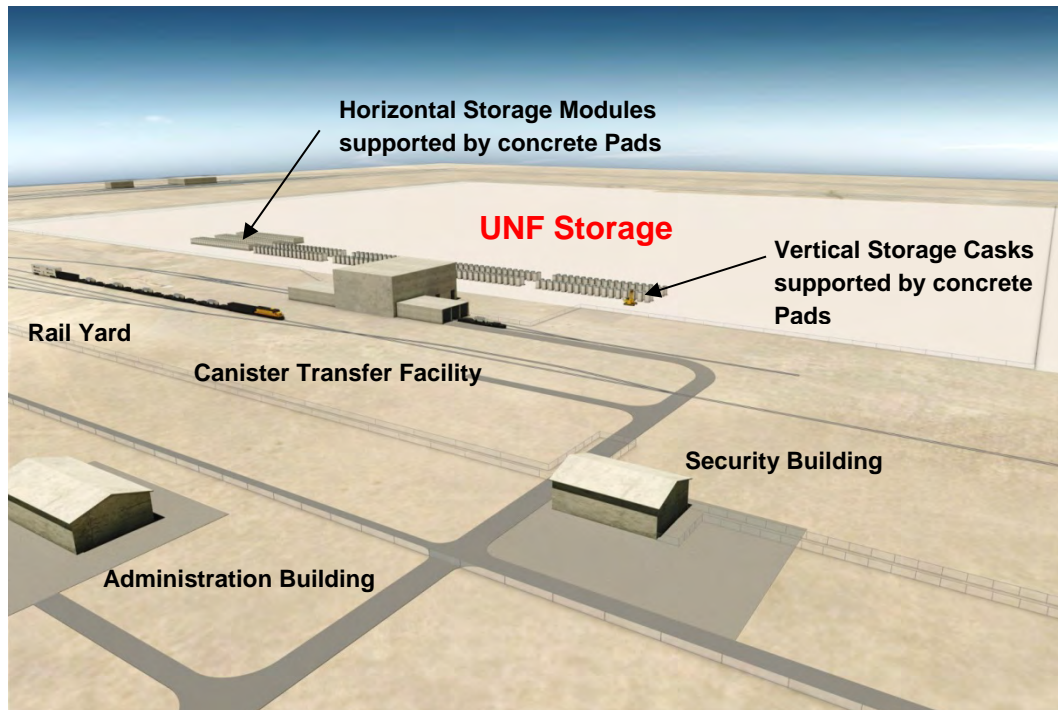 Horizontal Storage Modules
supported by concrete Pads
UNF Storage
Vertical Storage Casks
supported by concrete
Pads
Rail Yard
Canister Transfer Facility
Security Building
Administration Building